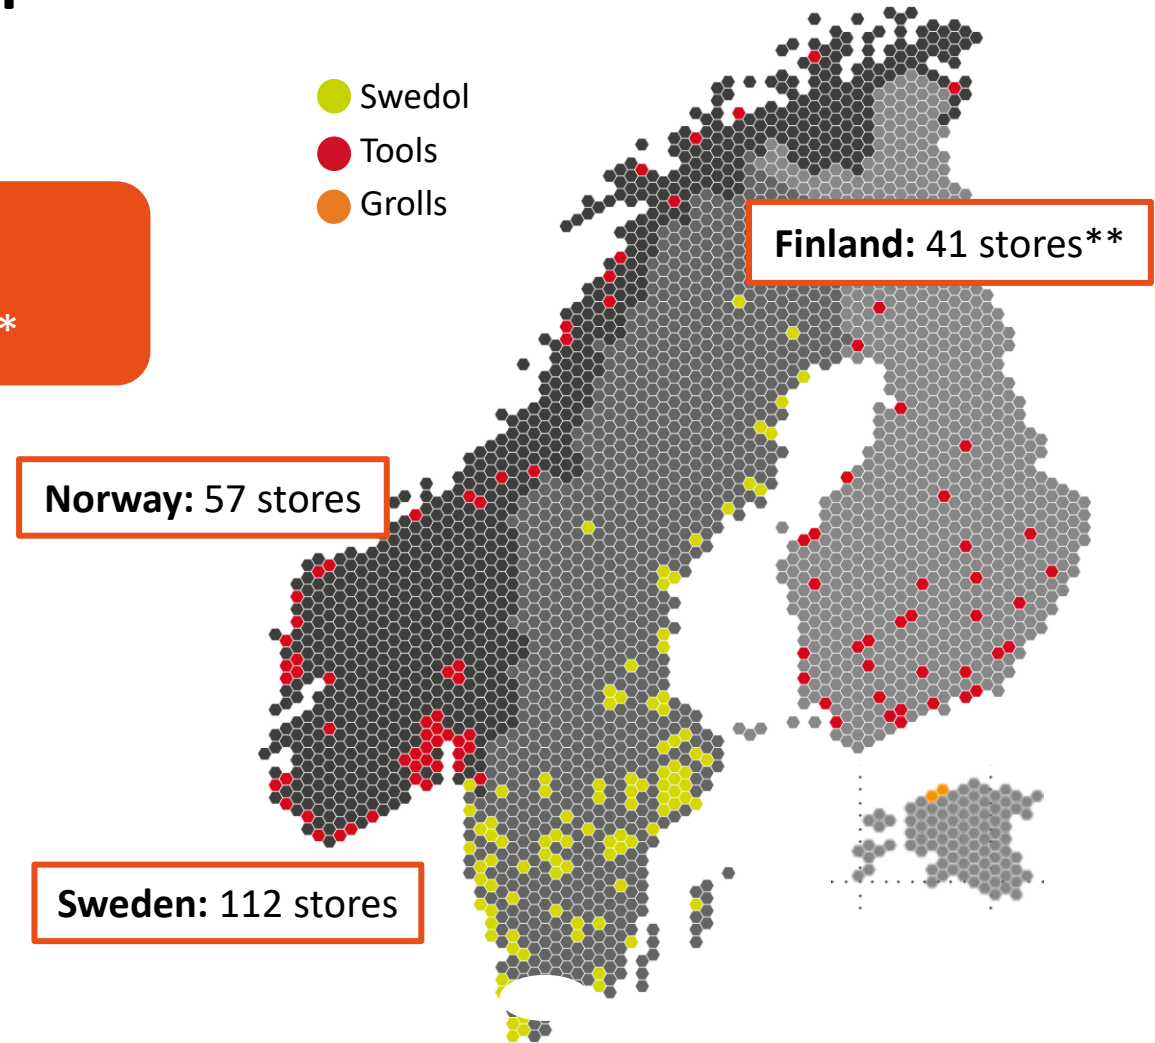 Swedol
Tools
Grolls
*
Finland: 41 stores**
Norway: 57 stores
Sweden: 112 stores